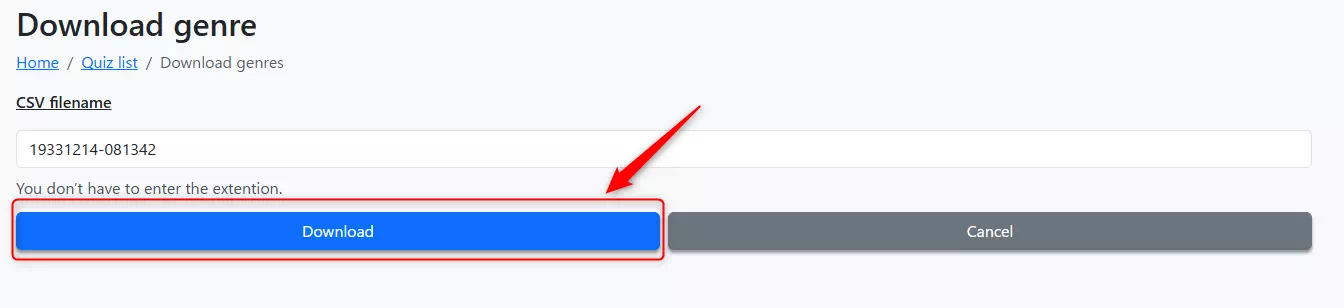 Download genre
Home / Quiz list / Download genres
CSV filename
19331214-081342
You don't have to enter the extention.
Download Cancel